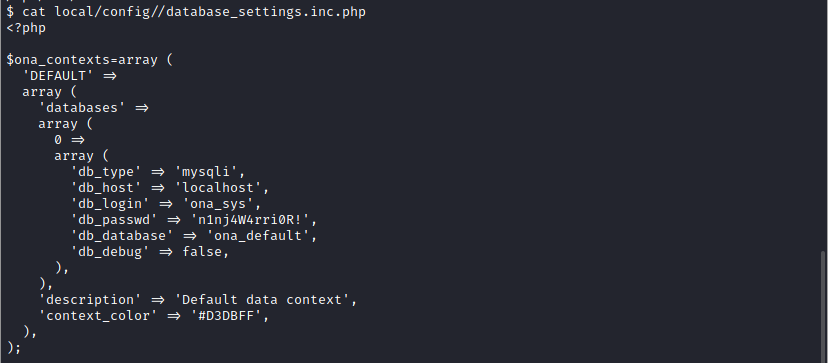 $ cat local/config//database_settings.inc.php
<?php

$ona_contexts=array (
  'DEFAULT' =>
  array (
    'databases' =>
    array (
      0 =>
      array (
        'db_type' => 'mysqli',
        'db_host' => 'localhost',
        'db_login' => 'ona_sys',
        'db_passwd' => 'n1nj4W4rri0R!',
        'db_database' => 'ona_default',
        'db_debug' => false,
      ),
    ),
    'description' => 'Default data context',
    'context_color' => '#D3DBFF',
  ),
);